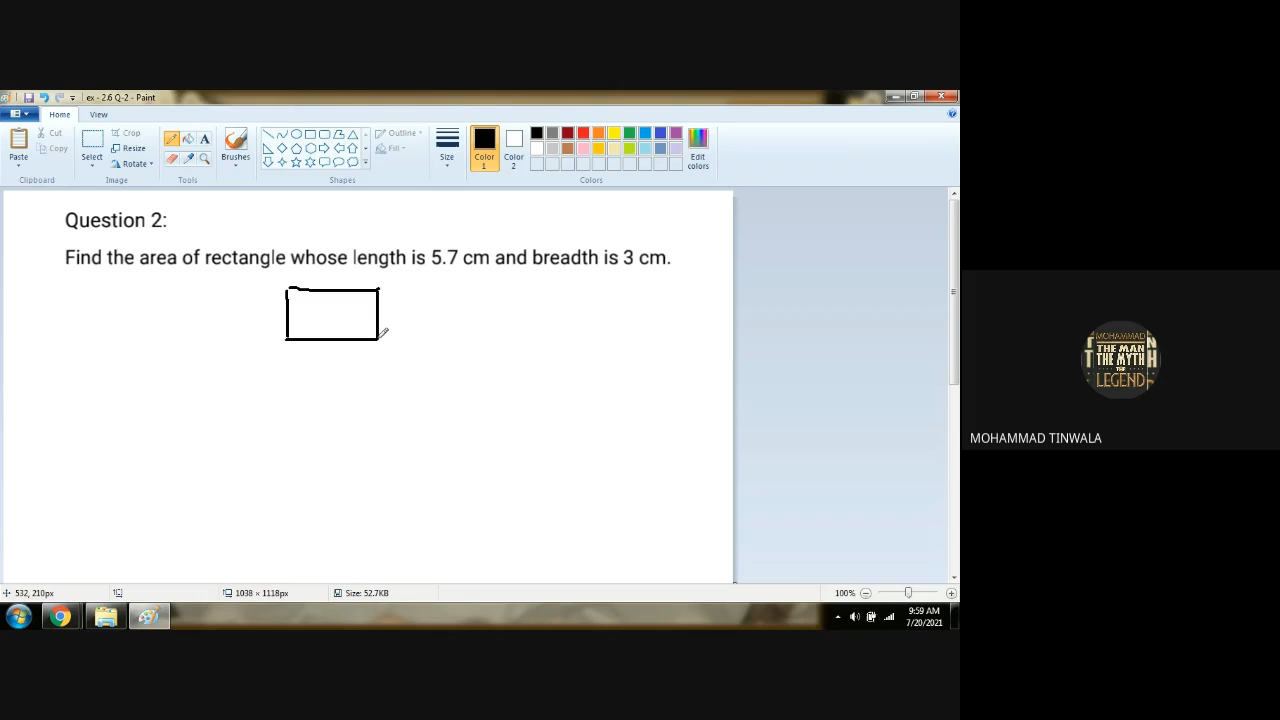 ex - 2.6 Q-2 - Paint
Home
View
Paste
Cut
Copy
Clipboard
Select
Crop
Resize
Rotate
Image
A
Tools
Brushes
Outline
Fill
Shapes
Size
Color 1
Color 2
Edit colors
Colors
Question 2:
Find the area of rectangle whose length is 5.7 cm and breadth is 3 cm.
532, 210px
1038 × 1118px
Size: 52.7KB
100%
9:59 AM
7/20/2021
MOHAMMAD
THE MAN
THE MYTH
THE
LEGEND
MOHAMMAD TINWALA